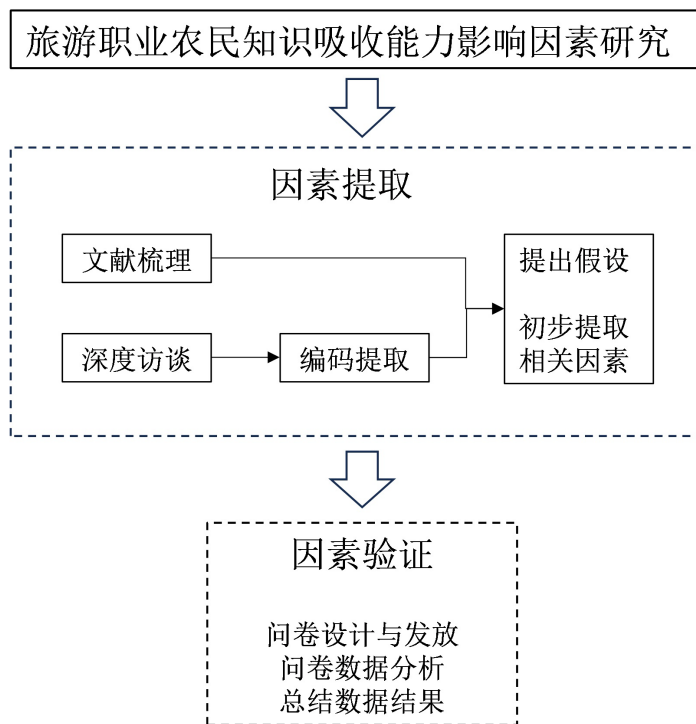 旅游职业农民知识吸收能力影响因素研究
因素提取
文献梳理
深度访谈
编码提取
提出假设
初步提取
相关因素
因素验证
问卷设计与发放
问卷数据分析
总结数据结果